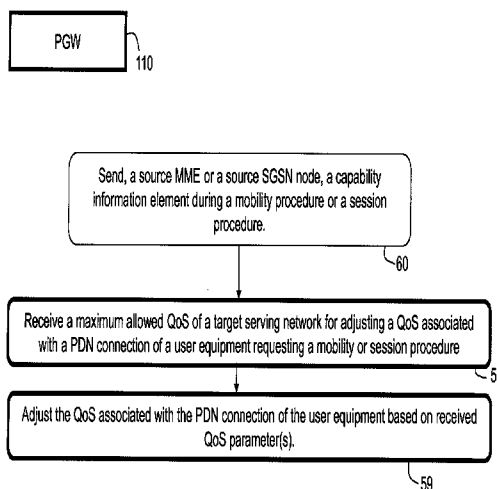 PGW
110
Send, a source MME or a source SGSN node, a capability
information element during a mobility procedure or a session
procedure.
60
Receive a maximum allowed QoS of a target serving network for adjusting a QoS associated
with a PDN connection of a user equipment requesting a mobility or session procedure
5
Adjust the QoS associated with the PDN connection of the user equipment based on received
QoS parameter(s).
59